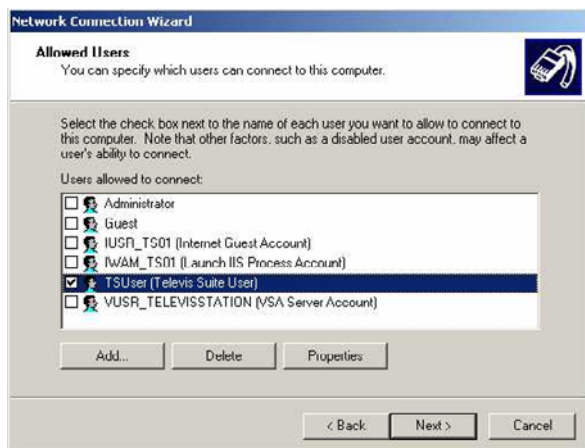 Network Connection Wizard
Allowed Users
You can specify which users can connect to this computer.
Select the check box next to the name of each user you want to allow to connect to
this computer. Note that other factors, such as a disabled user account, may affect a
user's ability to connect.
Users allowed to connect:
Administrator
Guest
IUSR_TS01 (Internet Guest Account)
IWAM_TS01 (Launch IIS Process Account)
TSUser (Televis Suite User)
VUSR_TELEVISSTATION (VSA Server Account)
Add... Delete Properties
< Back Next > Cancel